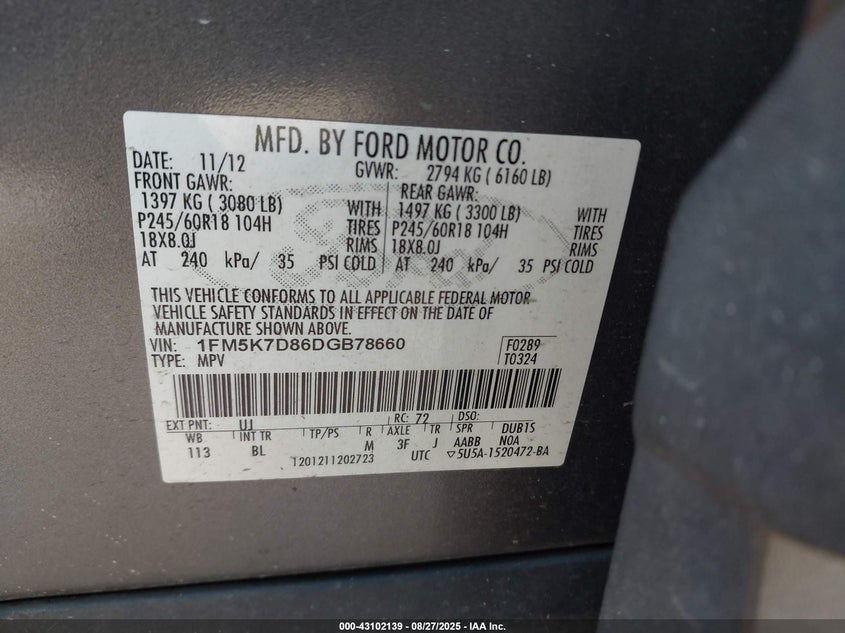 MFD. BY FORD MOTOR CO.
DATE: 11/12 GVWR: 2794 KG ( 6160 LB)
FRONT GAWR: REAR GAWR:
1397 KG ( 3080 LB) WITH 1497 KG ( 3300 LB) WITH
P245/60R18 104H TIRES P245/60R18 104H TIRES
18X8.0J RIMS 18X8.0J RIMS
AT 240 kPa/ 35 PSI COLD AT 240 kPa/ 35 PSI COLD
THIS VEHICLE CONFORMS TO ALL APPLICABLE FEDERAL MOTOR
VEHICLE SAFETY STANDARDS IN EFFECT ON THE DATE OF
MANUFACTURE SHOWN ABOVE.
VIN: 1FM5K7D86DGB78660 F0289
TYPE: MPV T0324
EXT PNT: UJ RC: 72 DSO:
WB INT TR TP/PS R AXLE TR SPR DUB1S
113 BL M 3F J AABB NOA
1201211202723 UTC ▽5U5A-1520472-BA
000-43102139 - 08/27/2025 - IAA Inc.